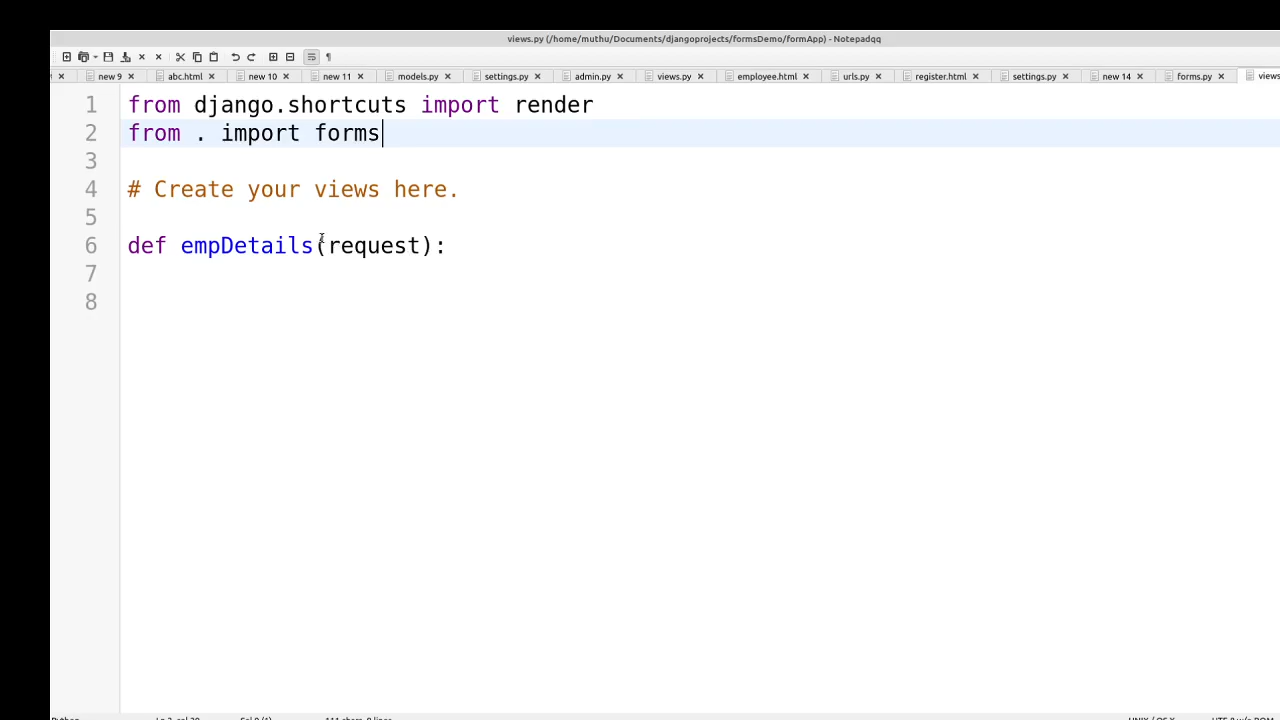 views.py (/home/muthu/Documents/djangoprojects/formsDemo/formApp) - Notepadqq
new 9 abc.html new 10 new 11 models.py settings.py admin.py views.py employee.html urls.py register.html settings.py new 14 forms.py views
1 from django.shortcuts import render
2 from . import forms
3
4 # Create your views here.
5
6 def empDetails(request):
7
8